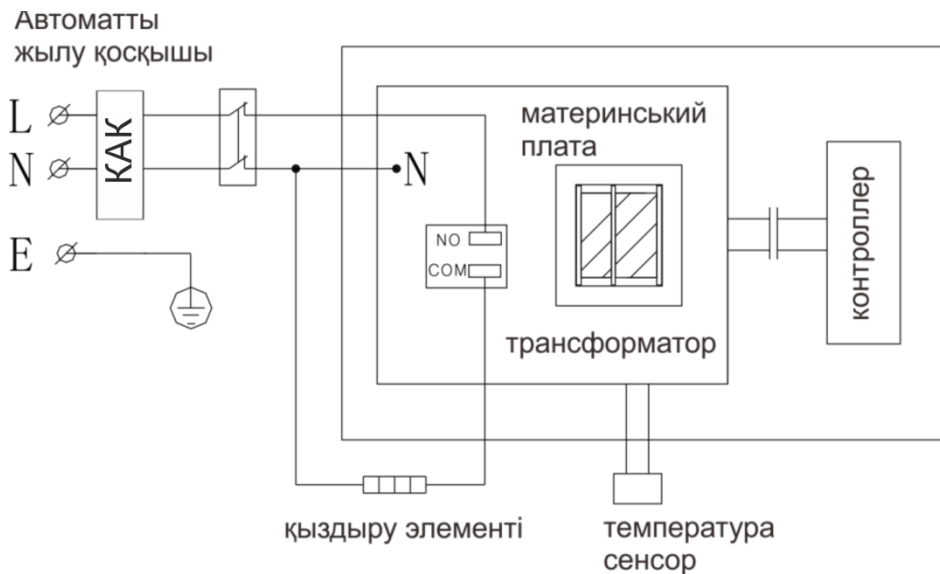 Автоматты
жылу қосқышы
L
N
E
КАК
N
NO
COM
материнський
плата
трансформатор
контроллер
қыздыру элементі
температура
сенсор